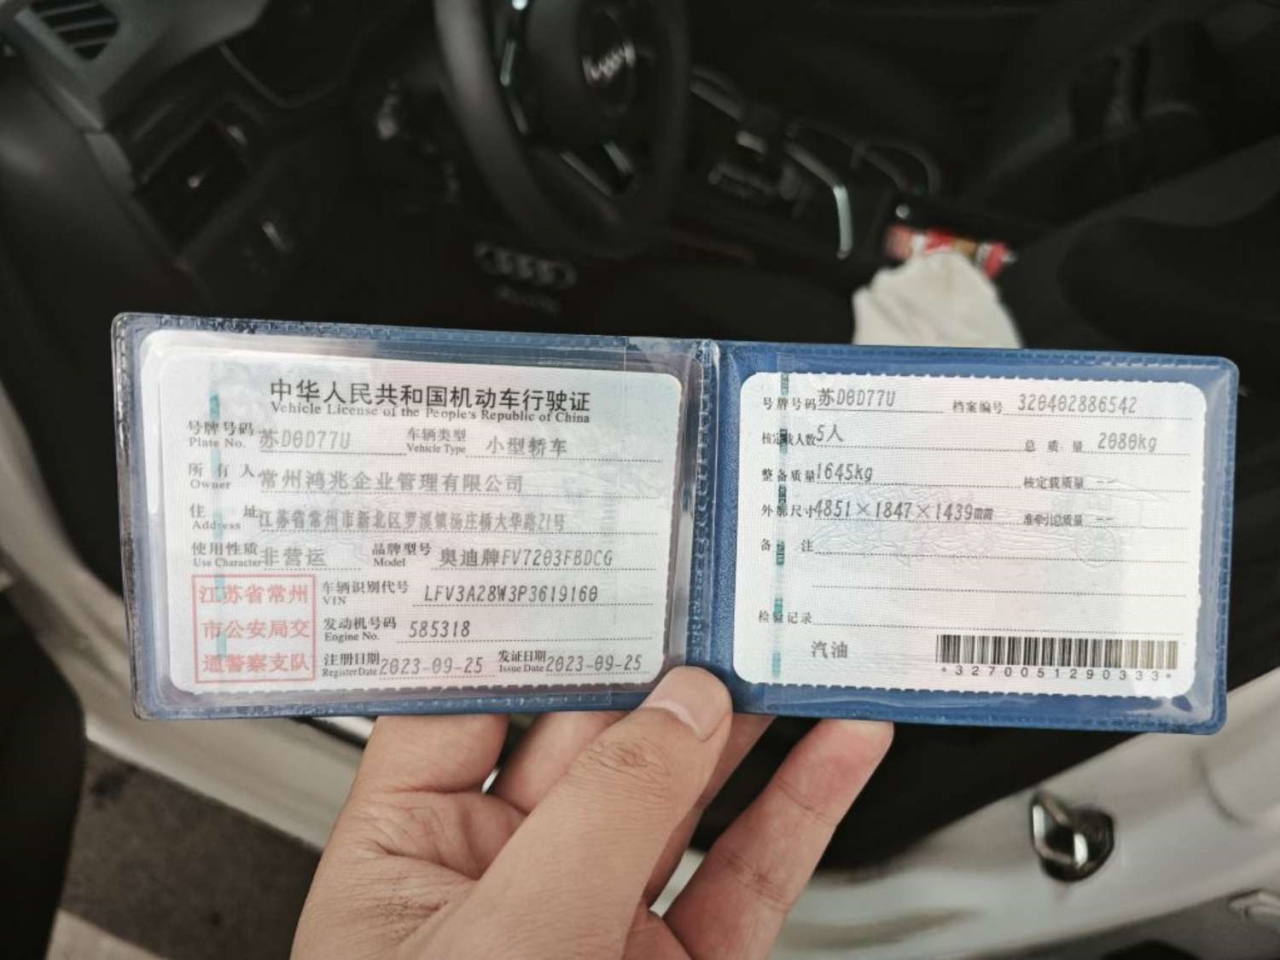 中华人民共和国机动车行驶证
Vehicle License of the People's Republic of China
号牌号码 苏D0D77U 车辆类型 小型轿车
Plate No. Vehicle Type
所有人 常州鸿兆企业管理有限公司
Owner
住址 江苏省常州市新北区罗溪镇汤庄桥大华路21号
Address
使用性质 非营运 品牌型号 奥迪牌FV7203FBDCG
Use Character Model
江苏省常州
市公安局交
通警察支队
车辆识别代号 LFV3A28W3P3619160
VIN
发动机号码 585318
Engine No.
注册日期 2023-09-25 发证日期 2023-09-25
Register Date Issue Date
号牌号码 苏D0D77U 档案编号 320402886542
核定载人数 5人 总质量 2080kg
整备质量 1645kg 核定载质量 --
外廓尺寸 4851×1847×1439mm 准牵引总质量 --
备注
检验记录
汽油
*3270051290333*